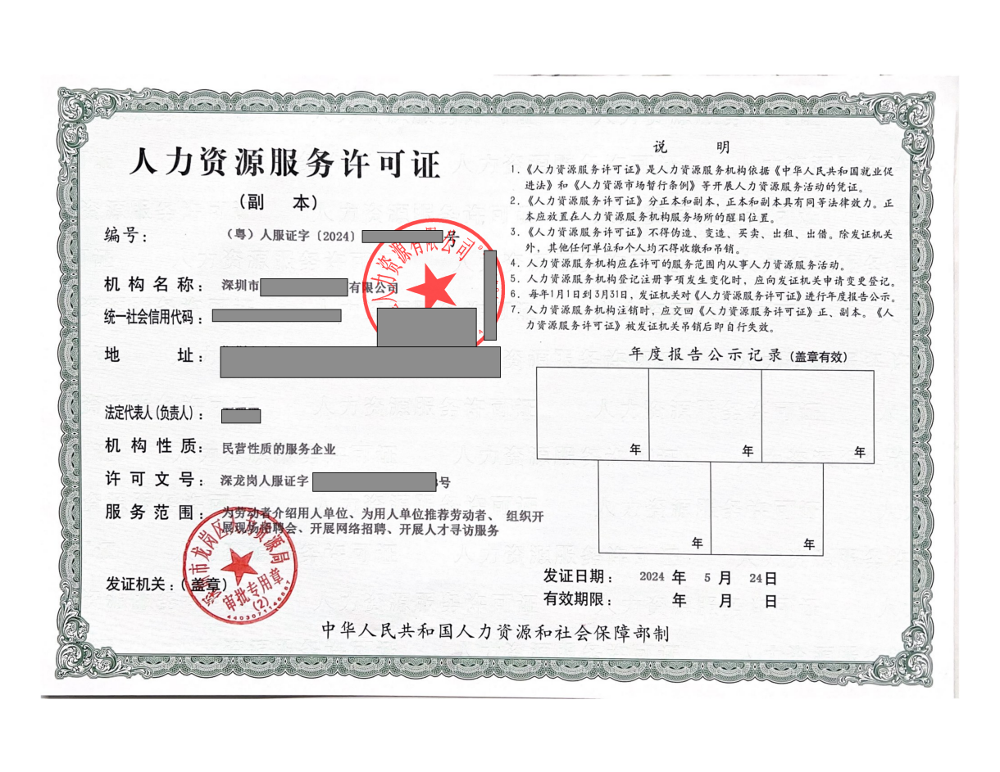 人力资源服务许可证
（副 本）
编号： （粤）人服证字〔2024〕 号
机构名称： 深圳市 有限公司
统一社会信用代码：
地 址：
法定代表人(负责人)：
机构性质： 民营性质的服务企业
许可文号： 深龙岗人服证字 号
服务范围： 为劳动者介绍用人单位、为用人单位推荐劳动者、 组织开
展现场招聘会、开展网络招聘、开展人才寻访服务
发证机关：(盖章)
人力资源有限公司
深圳市龙岗区人力资源局
审批专用章
(2)
说 明
1．《人力资源服务许可证》是人力资源服务机构依据《中华人民共和国就业促
进法》和《人力资源市场暂行条例》等开展人力资源服务活动的凭证。
2．《人力资源服务许可证》分正本和副本，正本和副本具有同等法律效力。正
本应放置在人力资源服务机构服务场所的醒目位置。
3．《人力资源服务许可证》不得伪造、变造、买卖、出租、出借。除发证机关
外，其他任何单位和个人均不得收缴和吊销。
4．人力资源服务机构应在许可的服务范围内从事人力资源服务活动。
5．人力资源服务机构登记注册事项发生变化时，应向发证机关申请变更登记。
6．每年1月1日到3月31日，发证机关对《人力资源服务许可证》进行年度报告公示。
7．人力资源服务机构注销时，应交回《人力资源服务许可证》正、副本。《人
力资源服务许可证》被发证机关吊销后即自行失效。
年度报告公示记录(盖章有效)
年 年 年
年 年
发证日期： 2024 年 5 月 24日
有效期限： 年 月 日
中华人民共和国人力资源和社会保障部制